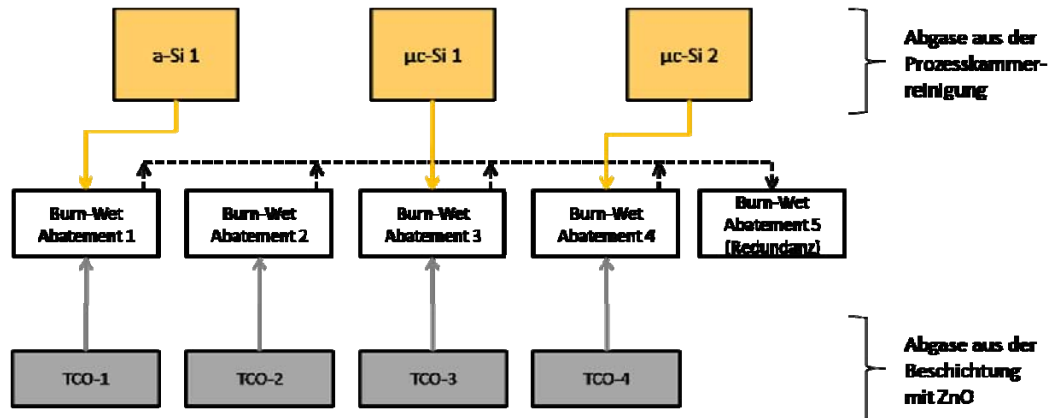 a-Si 1
µc-Si 1
µc-Si 2
Abgase aus der
Prozesskammer-
reinigung
Burn-Wet
Abatement 1
Burn-Wet
Abatement 2
Burn-Wet
Abatement 3
Burn-Wet
Abatement 4
Burn-Wet
Abatement 5
(Redundanz)
TCO-1
TCO-2
TCO-3
TCO-4
Abgase aus der
Beschichtung
mit ZnO